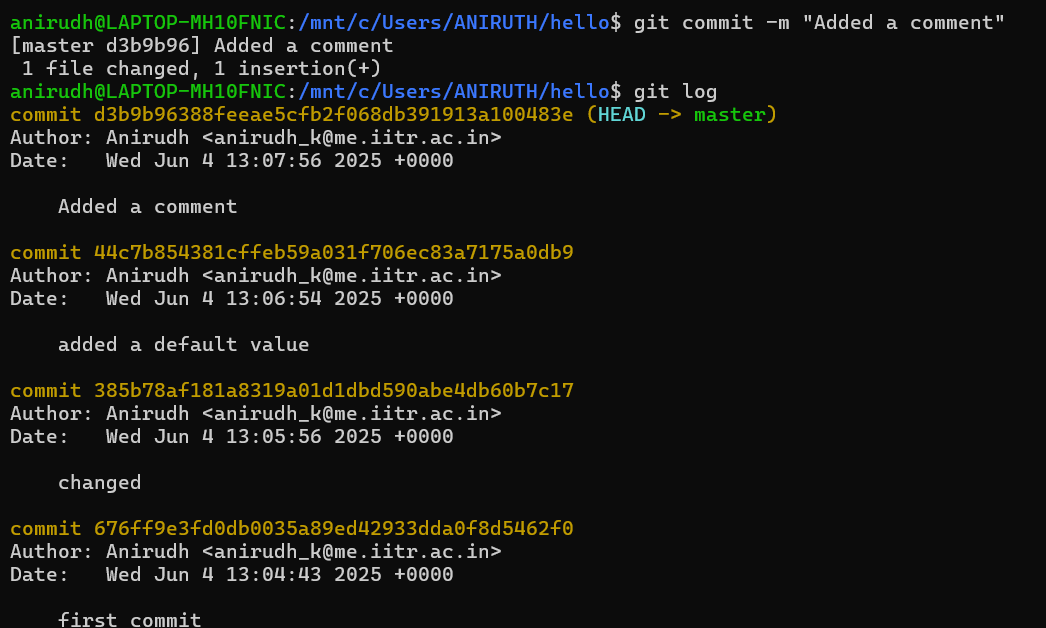 anirudh@LAPTOP-MH10FNIC:/mnt/c/Users/ANIRUTH/hello$ git commit -m "Added a comment"
[master d3b9b96] Added a comment
 1 file changed, 1 insertion(+)
anirudh@LAPTOP-MH10FNIC:/mnt/c/Users/ANIRUTH/hello$ git log
commit d3b9b96388feeae5cfb2f068db391913a100483e (HEAD -> master)
Author: Anirudh <anirudh_k@me.iitr.ac.in>
Date:   Wed Jun 4 13:07:56 2025 +0000

    Added a comment

commit 44c7b854381cffeb59a031f706ec83a7175a0db9
Author: Anirudh <anirudh_k@me.iitr.ac.in>
Date:   Wed Jun 4 13:06:54 2025 +0000

    added a default value

commit 385b78af181a8319a01d1dbd590abe4db60b7c17
Author: Anirudh <anirudh_k@me.iitr.ac.in>
Date:   Wed Jun 4 13:05:56 2025 +0000

    changed

commit 676ff9e3fd0db0035a89ed42933dda0f8d5462f0
Author: Anirudh <anirudh_k@me.iitr.ac.in>
Date:   Wed Jun 4 13:04:43 2025 +0000

    first commit